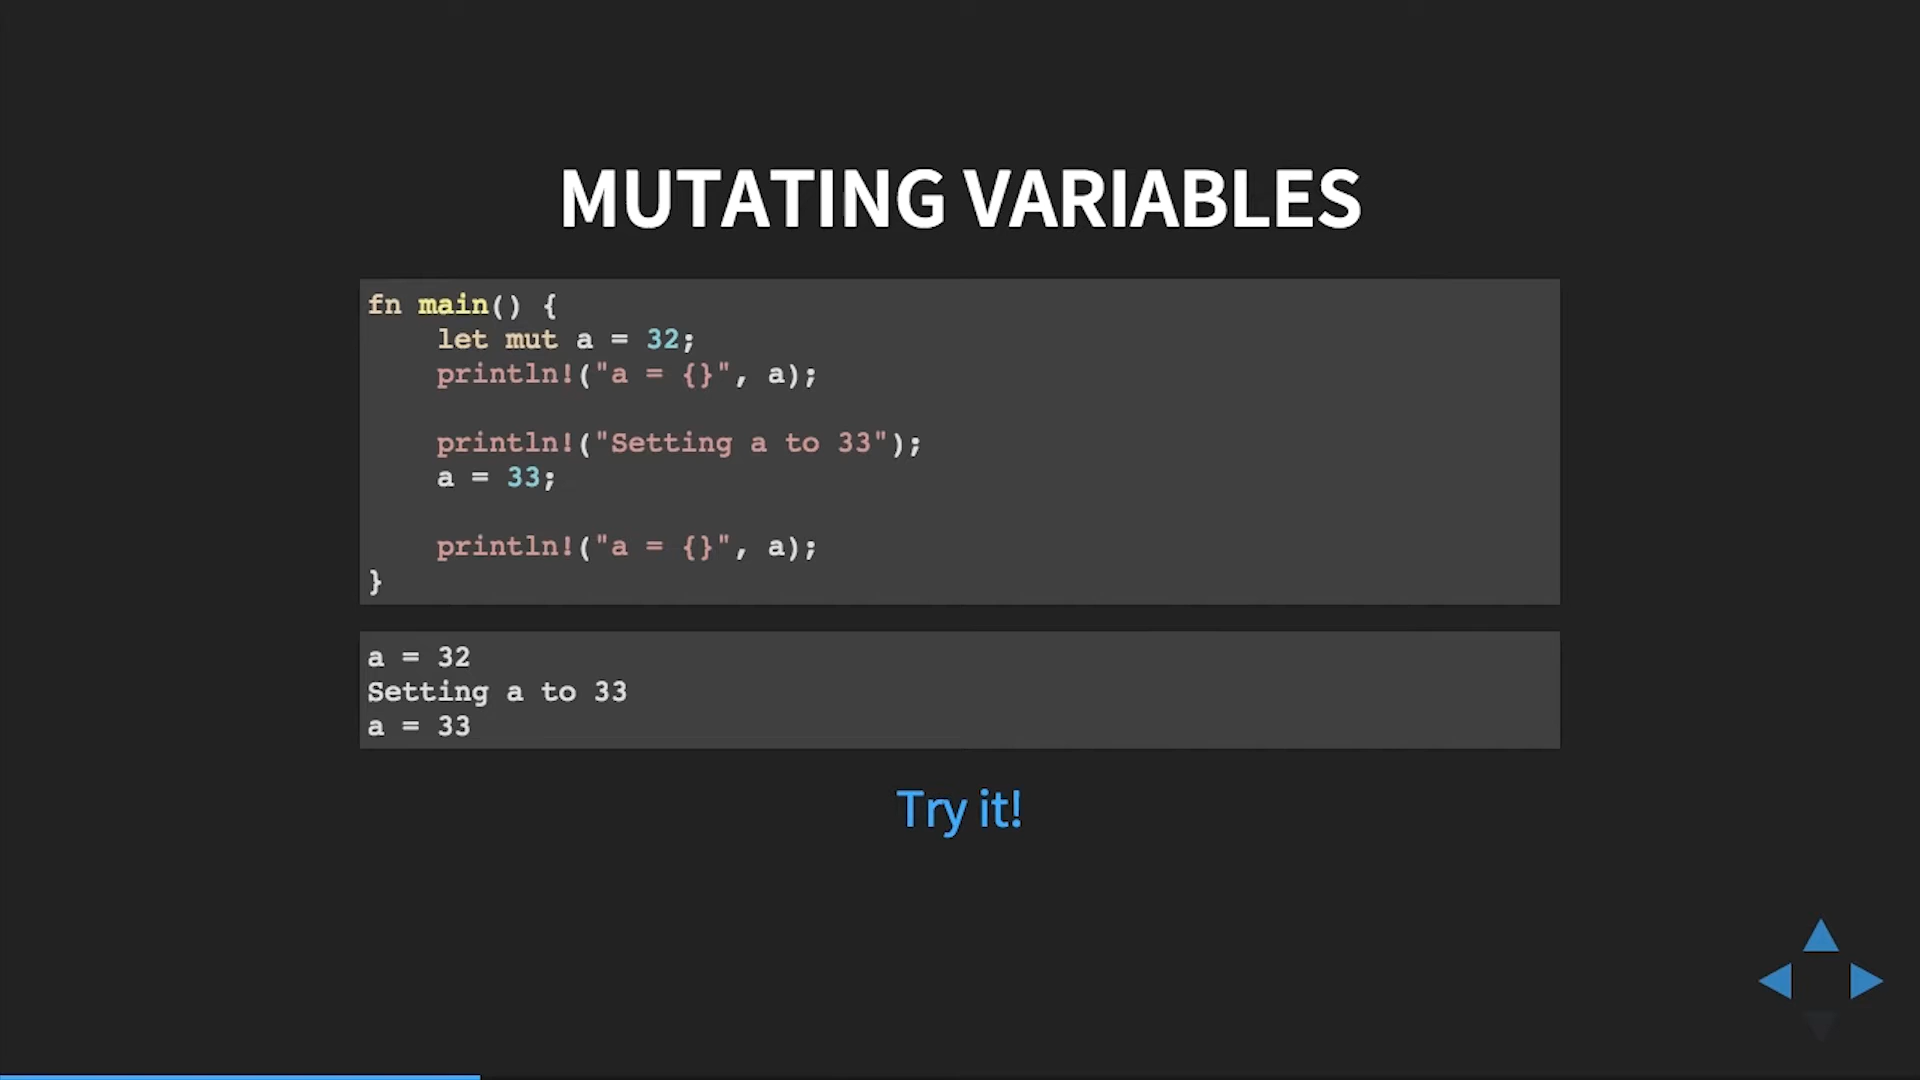 MUTATING VARIABLES
fn main() {
    let mut a = 32;
    println!("a = {}", a);
    println!("Setting a to 33");
    a = 33;
    println!("a = {}", a);
}
a = 32
Setting a to 33
a = 33
Try it!